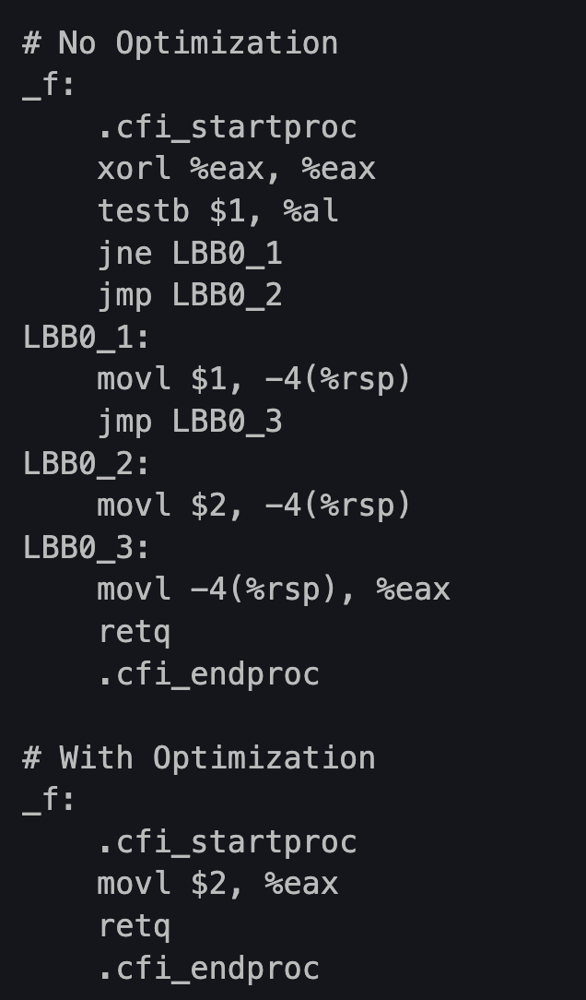 # No Optimization
_f:
    .cfi_startproc
    xorl %eax, %eax
    testb $1, %al
    jne LBB0_1
    jmp LBB0_2
LBB0_1:
    movl $1, −4(%rsp)
    jmp LBB0_3
LBB0_2:
    movl $2, −4(%rsp)
LBB0_3:
    movl −4(%rsp), %eax
    retq
    .cfi_endproc

# With Optimization
_f:
    .cfi_startproc
    movl $2, %eax
    retq
    .cfi_endproc